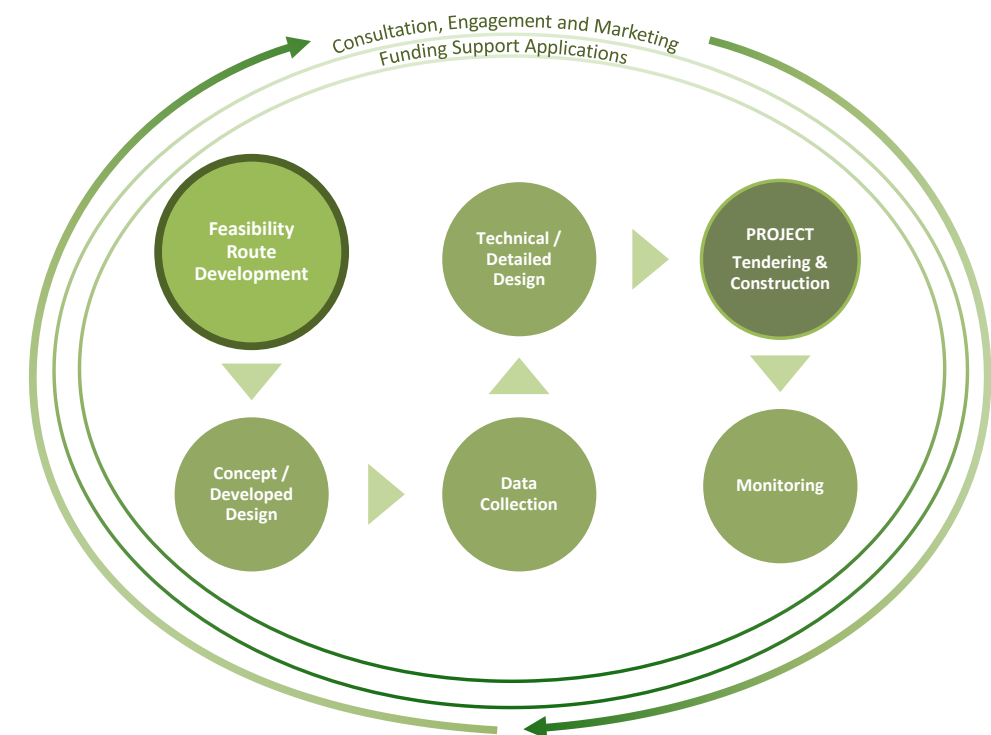 Consultation, Engagement and Marketing
Funding Support Applications
Feasibility
Route
Development
Concept /
Developed
Design
Data
Collection
Technical /
Detailed
Design
PROJECT
Tendering &
Construction
Monitoring